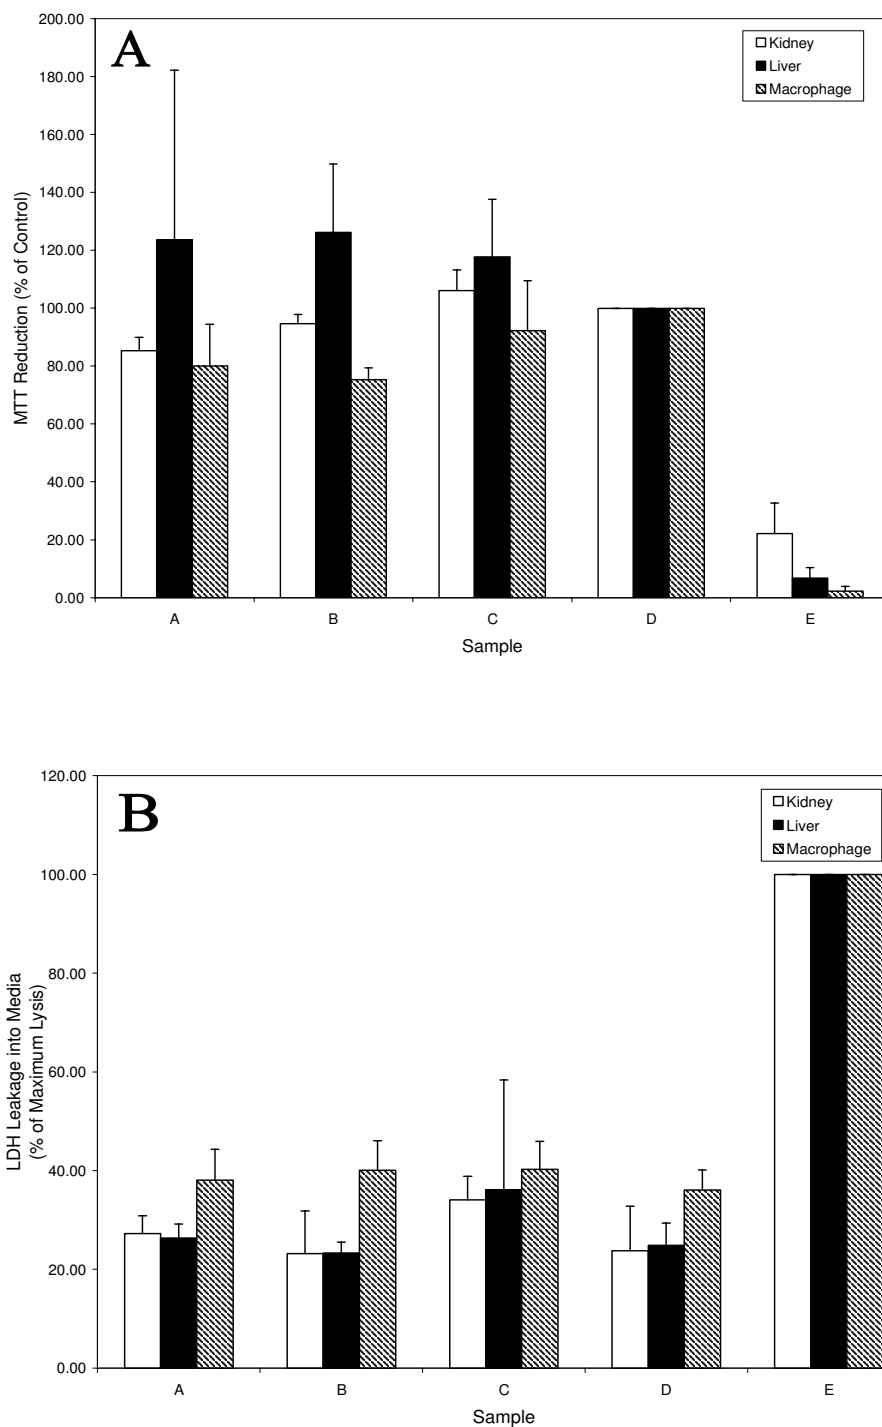 A
200.00
180.00
160.00
140.00
120.00
100.00
80.00
60.00
40.00
20.00
0.00
MTT Reduction (% of Control)
Kidney
Liver
Macrophage
A B C D E
Sample
B
120.00
100.00
80.00
60.00
40.00
20.00
0.00
LDH Leakage into Media
(% of Maximum Lysis)
Kidney
Liver
Macrophage
A B C D E
Sample